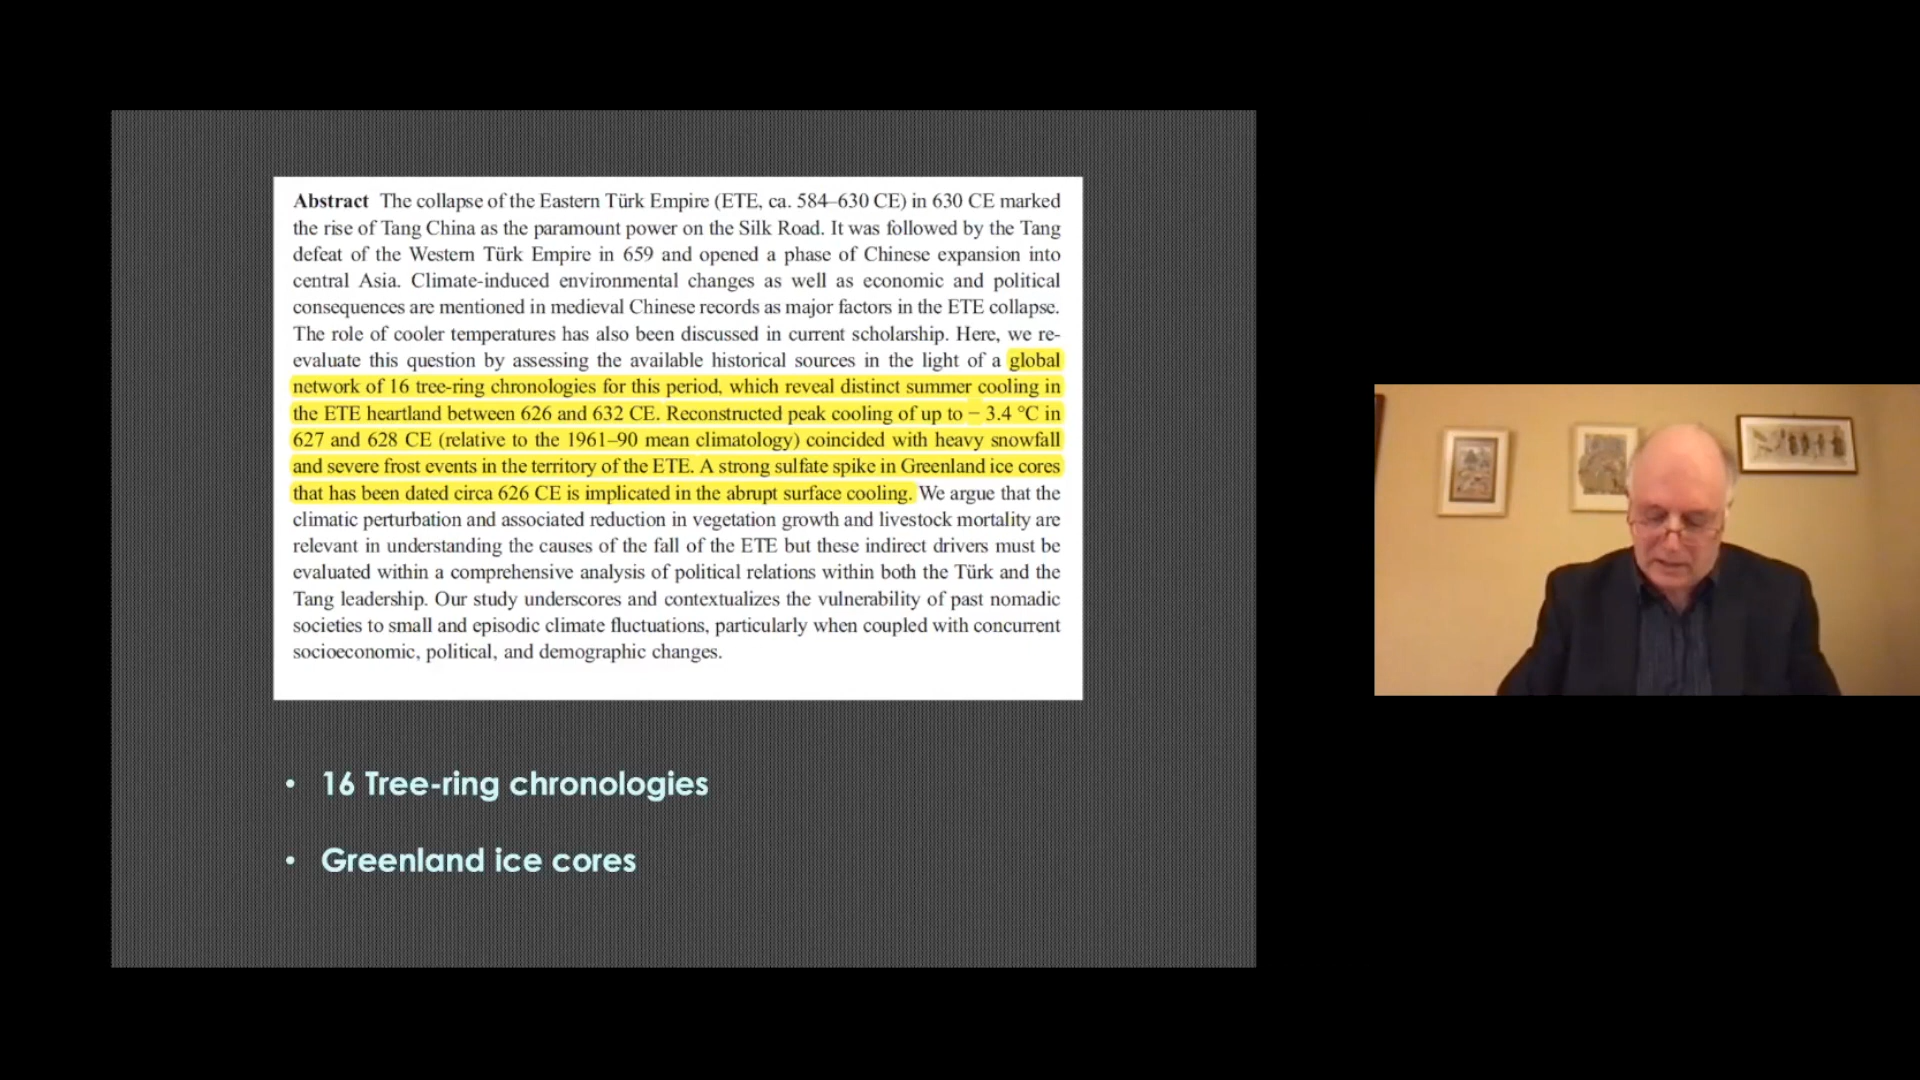 Abstract The collapse of the Eastern Türk Empire (ETE, ca. 584–630 CE) in 630 CE marked
the rise of Tang China as the paramount power on the Silk Road. It was followed by the Tang
defeat of the Western Türk Empire in 659 and opened a phase of Chinese expansion into
central Asia. Climate-induced environmental changes as well as economic and political
consequences are mentioned in medieval Chinese records as major factors in the ETE collapse.
The role of cooler temperatures has also been discussed in current scholarship. Here, we re-
evaluate this question by assessing the available historical sources in the light of a global
network of 16 tree-ring chronologies for this period, which reveal distinct summer cooling in
the ETE heartland between 626 and 632 CE. Reconstructed peak cooling of up to − 3.4 °C in
627 and 628 CE (relative to the 1961–90 mean climatology) coincided with heavy snowfall
and severe frost events in the territory of the ETE. A strong sulfate spike in Greenland ice cores
that has been dated circa 626 CE is implicated in the abrupt surface cooling. We argue that the
climatic perturbation and associated reduction in vegetation growth and livestock mortality are
relevant in understanding the causes of the fall of the ETE but these indirect drivers must be
evaluated within a comprehensive analysis of political relations within both the Türk and the
Tang leadership. Our study underscores and contextualizes the vulnerability of past nomadic
societies to small and episodic climate fluctuations, particularly when coupled with concurrent
socioeconomic, political, and demographic changes.
• 16 Tree-ring chronologies
• Greenland ice cores